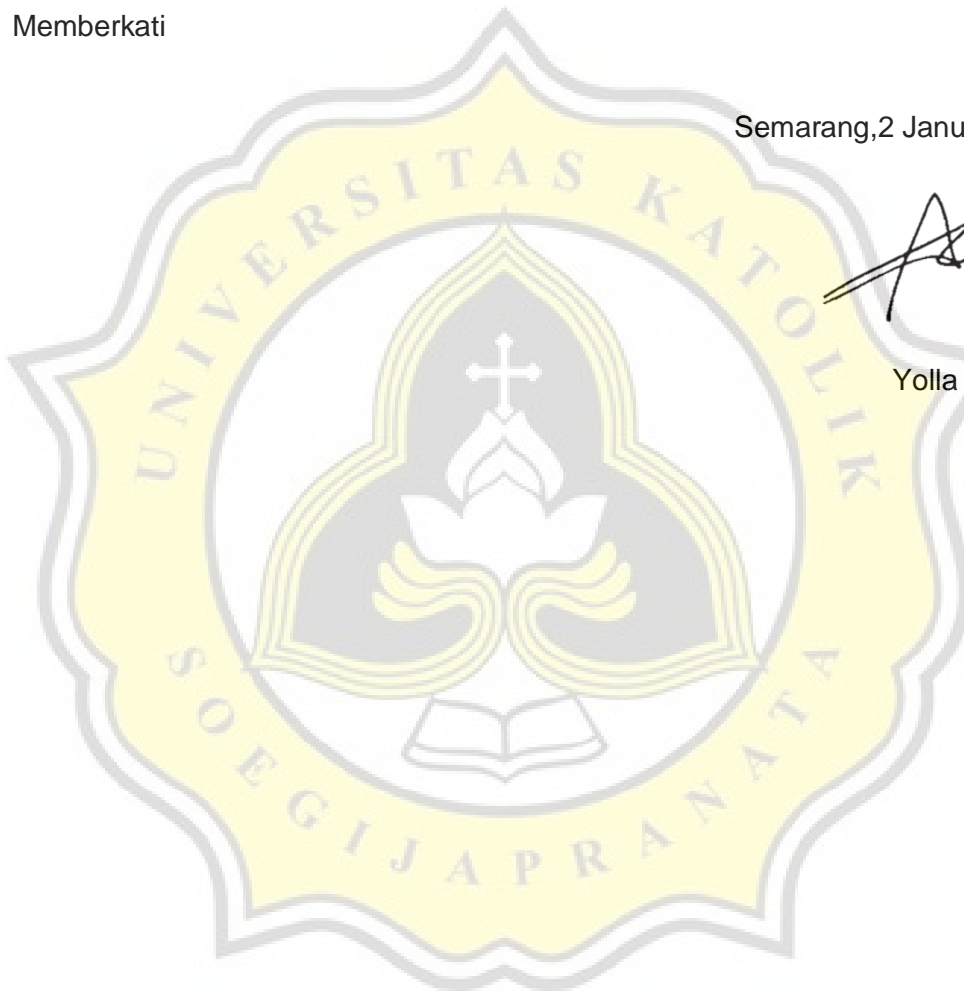 Memberkati
Semarang,2 Janu
Yolla
UNIVERSITAS KATOLIK
SOEGIJAPRANATA